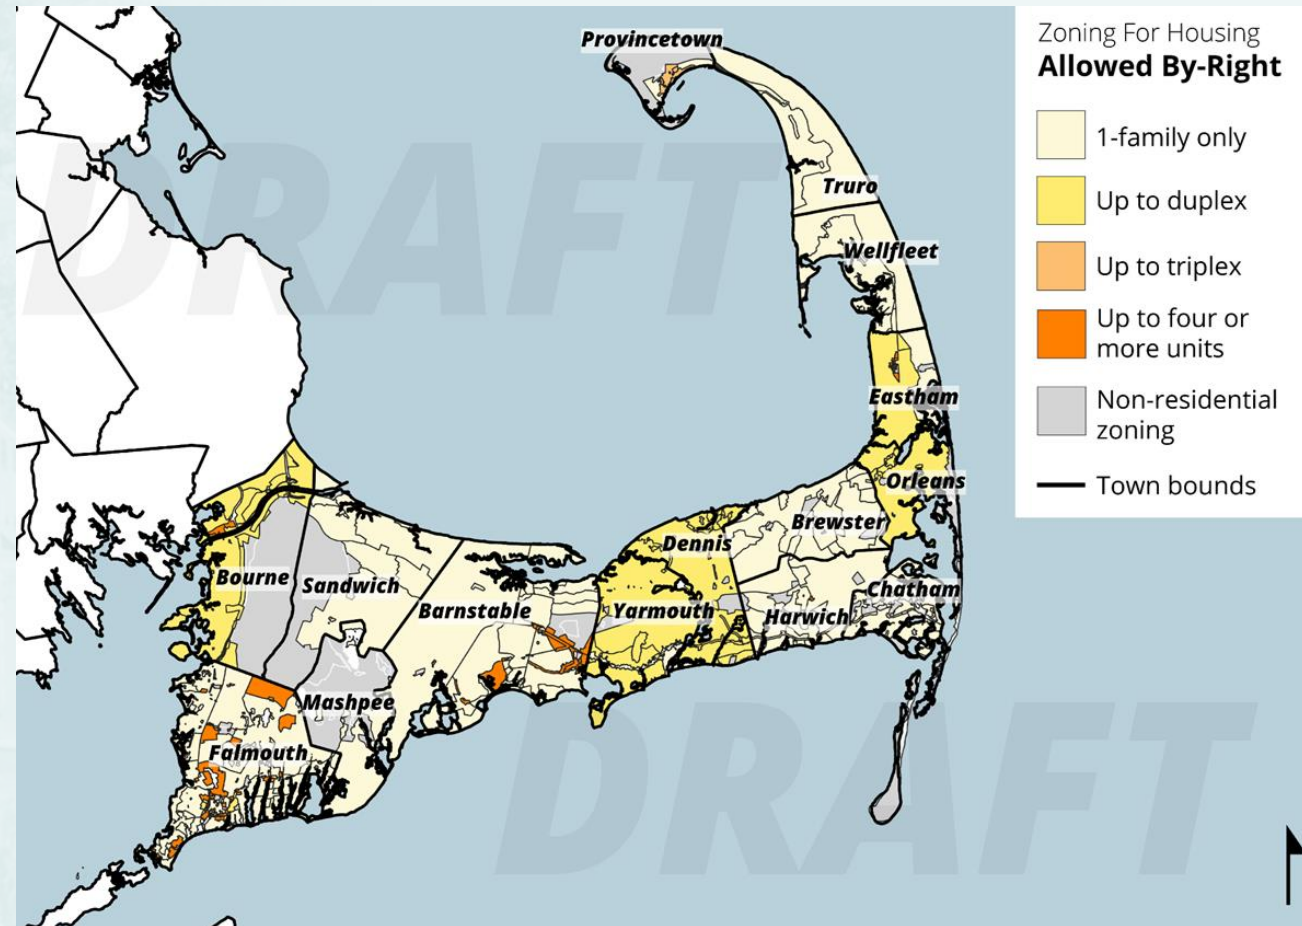 Zoning For Housing
Allowed By-Right
1-family only
Up to duplex
Up to triplex
Up to four or
more units
Non-residential
zoning
Town bounds
Provincetown
Truro
Wellfleet
Eastham
Orleans
Brewster
Dennis
Chatham
Harwich
Yarmouth
Barnstable
Sandwich
Bourne
Mashpee
Falmouth
DRAFT
DRAFT